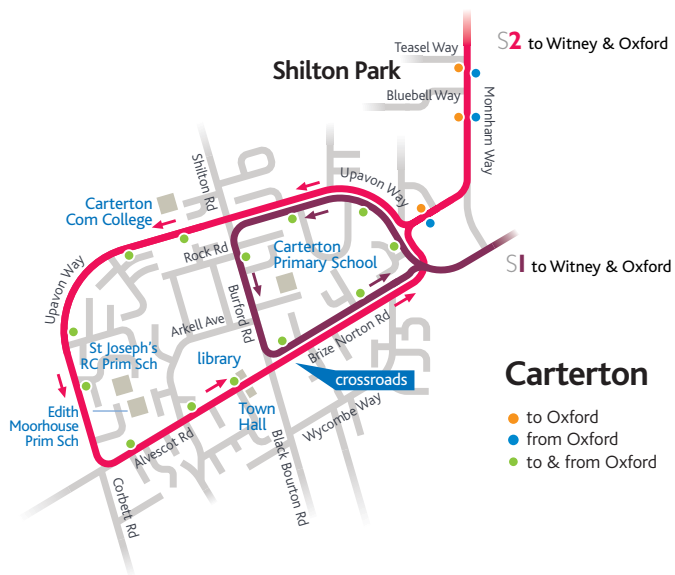 Teasel Way
S2 to Witney & Oxford
Shilton Park
Bluebell Way
Monnham Way
Shilton Rd
Upavon Way
Carterton
Com College
Rock Rd
Carterton
Primary School
S1 to Witney & Oxford
Upavon Way
Burford Rd
Arkell Ave
Brize Norton Rd
St Joseph's
RC Prim Sch
library
crossroads
Carterton
Edith
Moorhouse
Prim Sch
Town
Hall
Wycombe Way
Alvescot Rd
Black Bourton Rd
Corbett Rd
to Oxford
from Oxford
to & from Oxford